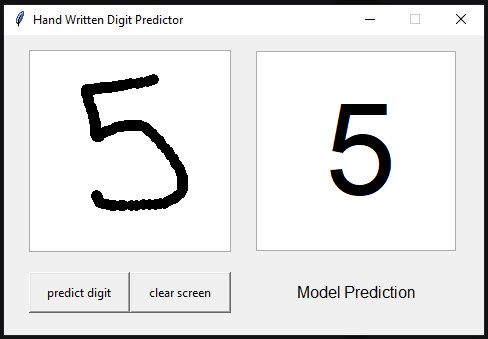 Hand Written Digit Predictor
5
5
predict digit
clear screen
Model Prediction